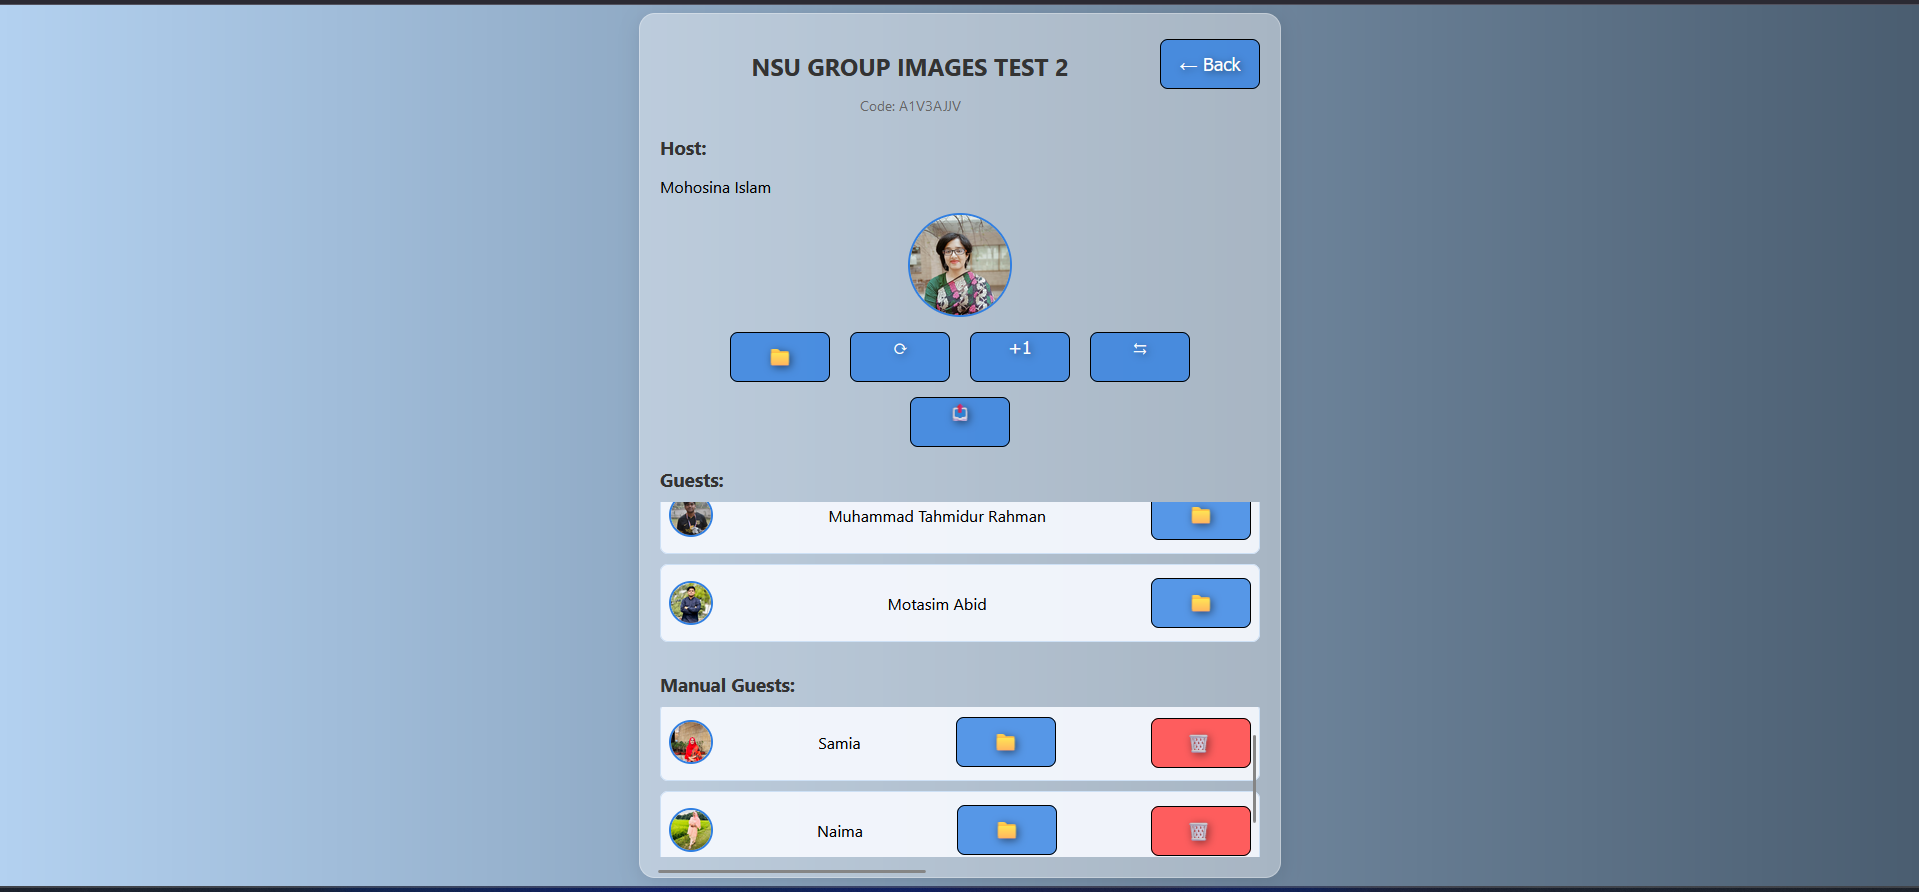 NSU GROUP IMAGES TEST 2
← Back
Code: A1V3AJJV
Host:
Mohosina Islam
+1
Guests:
Muhammad Tahmidur Rahman
Motasim Abid
Manual Guests:
Samia
Naima